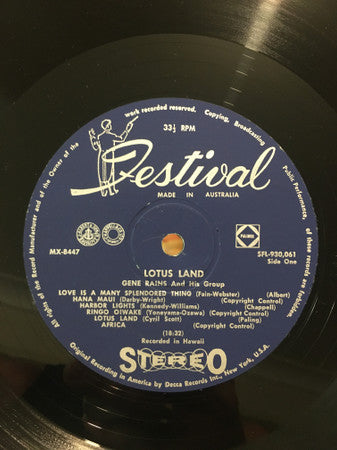 All rights of the Record Manufacturer and of the Owner of the work recorded reserved. Copying, Broadcasting Public Performance, of these records forbidden.
33⅓ RPM
Festival
MADE IN AUSTRALIA
MX-8447
SFL-930,061
Side One
LOTUS LAND
GENE RAINS And His Group
LOVE IS A MANY SPLENDORED THING (Fain-Webster) (Albert)
HANA MAUI (Darby-Wright) (Copyright Control)
HARBOR LIGHTS (Kennedy-Williams) (Chappell)
RINGO OIWAKE (Yoneyama-Ozawa) (Copyright Control)
LOTUS LAND (Cyril Scott) (Paling)
AFRICA (Copyright Control)
(18:32)
Recorded in Hawaii
STEREO
Original Recording in America by Decca Records Inc., New York, U.S.A.